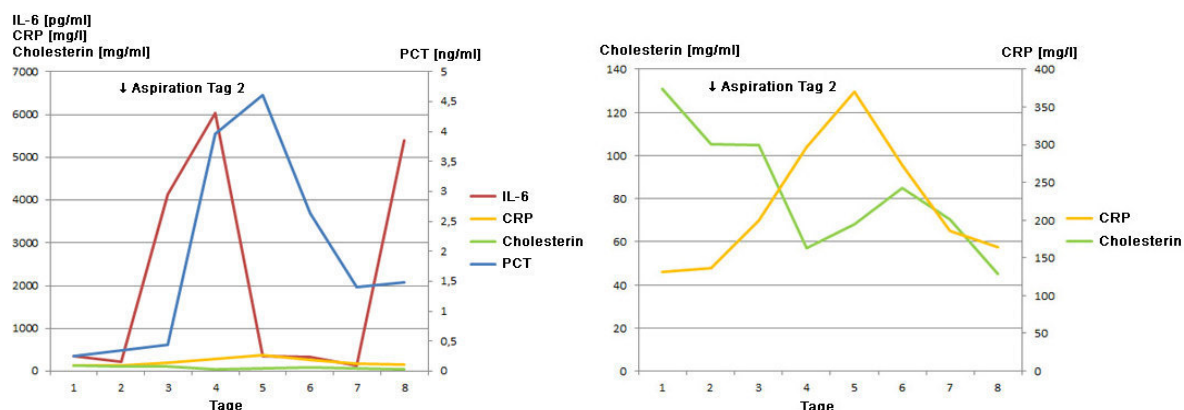 IL-6 [pg/ml]
CRP [mg/l]
Cholesterin [mg/ml]
PCT [ng/ml]
7000
6000
5000
4000
3000
2000
1000
0
↓ Aspiration Tag 2
5
4,5
4
3,5
3
2,5
2
1,5
1
0,5
0
1 2 3 4 5 6 7 8
Tage
IL-6
CRP
Cholesterin
PCT
Cholesterin [mg/ml]
CRP [mg/l]
140
120
100
80
60
40
20
0
↓ Aspiration Tag 2
400
350
300
250
200
150
100
50
0
1 2 3 4 5 6 7 8
Tage
CRP
Cholesterin